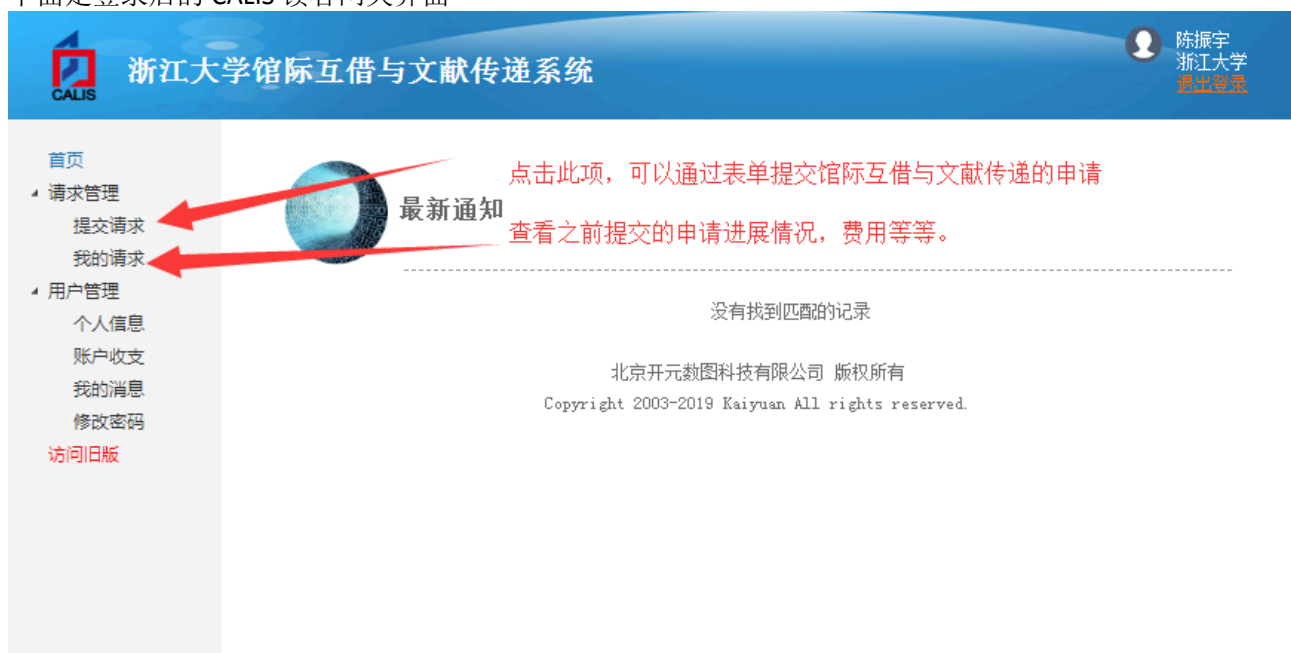 CALIS
浙江大学馆际互借与文献传递系统
陈振宇
浙江大学
退出登录
首页
请求管理
提交请求
我的请求
用户管理
个人信息
账户收支
我的消息
修改密码
访问旧版
点击此项，可以通过表单提交馆际互借与文献传递的申请
最新通知
查看之前提交的申请进展情况，费用等等。
没有找到匹配的记录
北京开元数图科技有限公司 版权所有
Copyright 2003-2019 Kaiyuan All rights reserved.